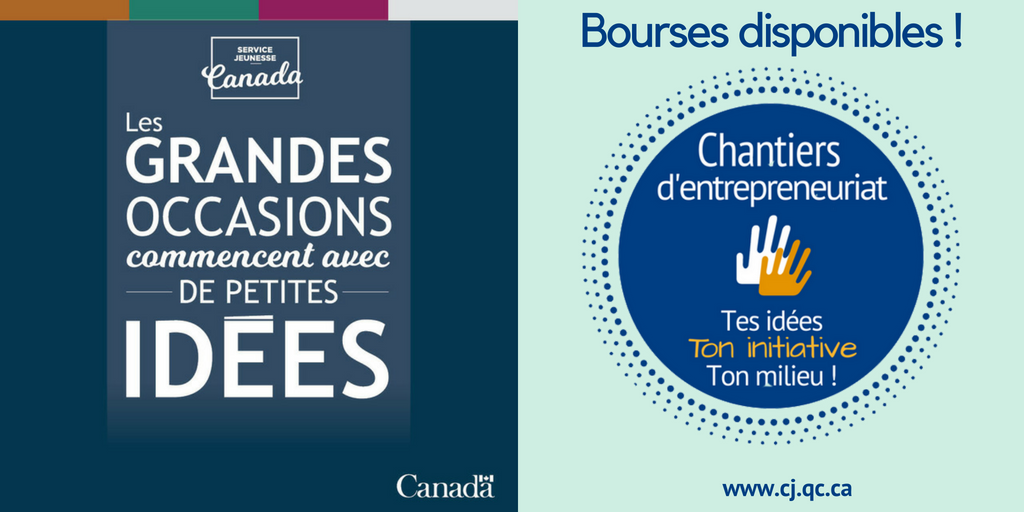 SERVICE
JEUNESSE
Canada
Les
GRANDES
OCCASIONS
commencent avec
DE PETITES
IDÉES
Canada
Bourses disponibles !
Chantiers
d'entrepreneuriat
Tes idées
Ton initiative
Ton milieu !
www.cj.qc.ca